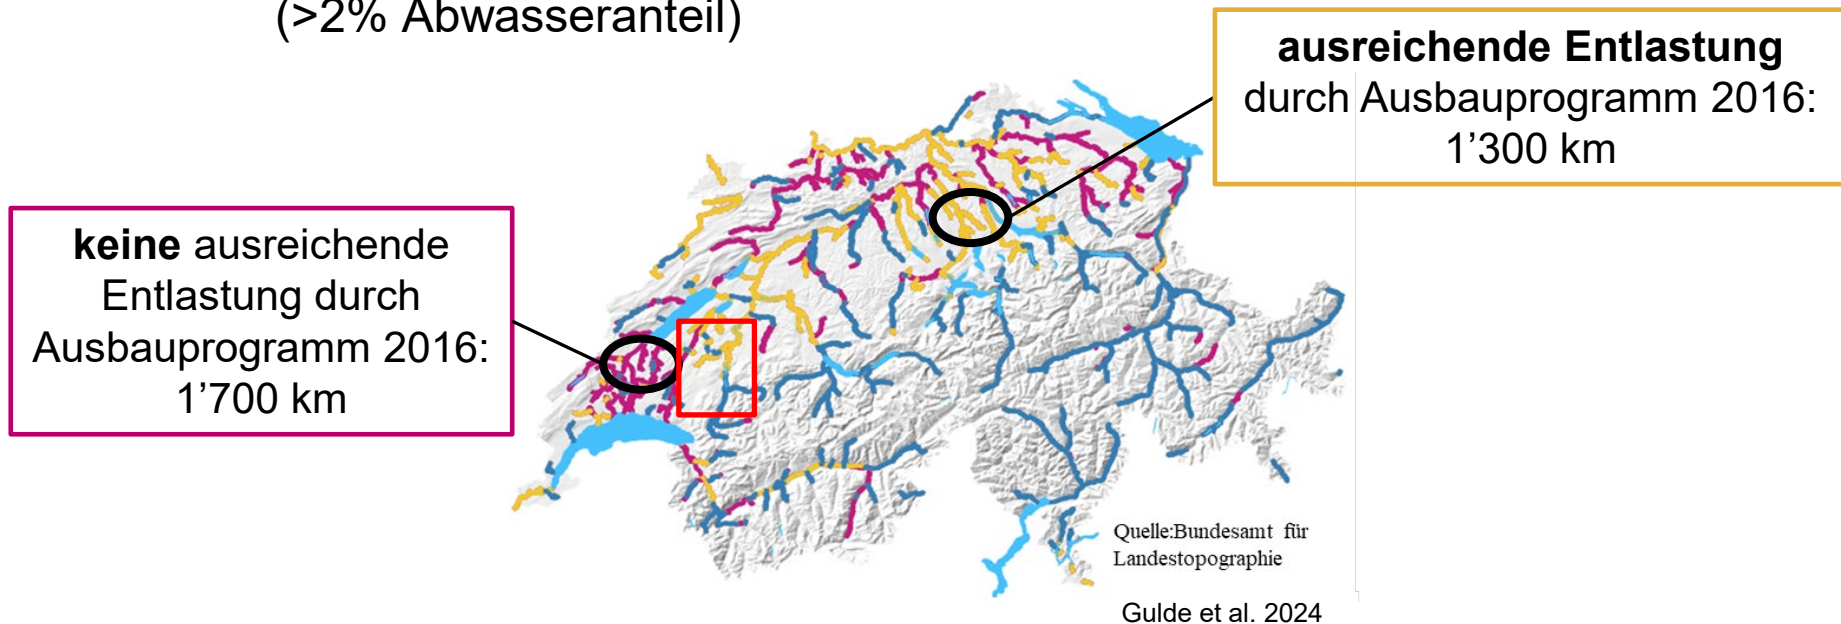 (>2% Abwasseranteil)
ausreichende Entlastung
durch Ausbauprogramm 2016:
1’300 km
keine ausreichende
Entlastung durch
Ausbauprogramm 2016:
1’700 km
Quelle:Bundesamt für
Landestopographie
Gulde et al. 2024